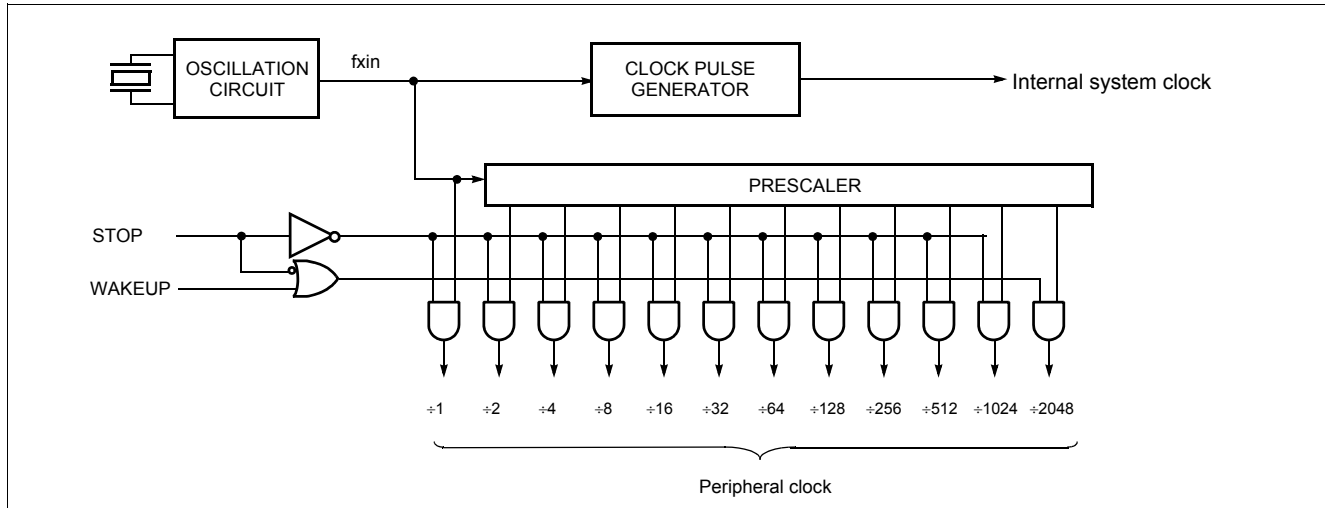 OSCILLATION
CIRCUIT
fxin
CLOCK PULSE
GENERATOR
Internal system clock
PRESCALER
STOP
WAKEUP
÷1 ÷2 ÷4 ÷8 ÷16 ÷32 ÷64 ÷128 ÷256 ÷512 ÷1024 ÷2048
Peripheral clock